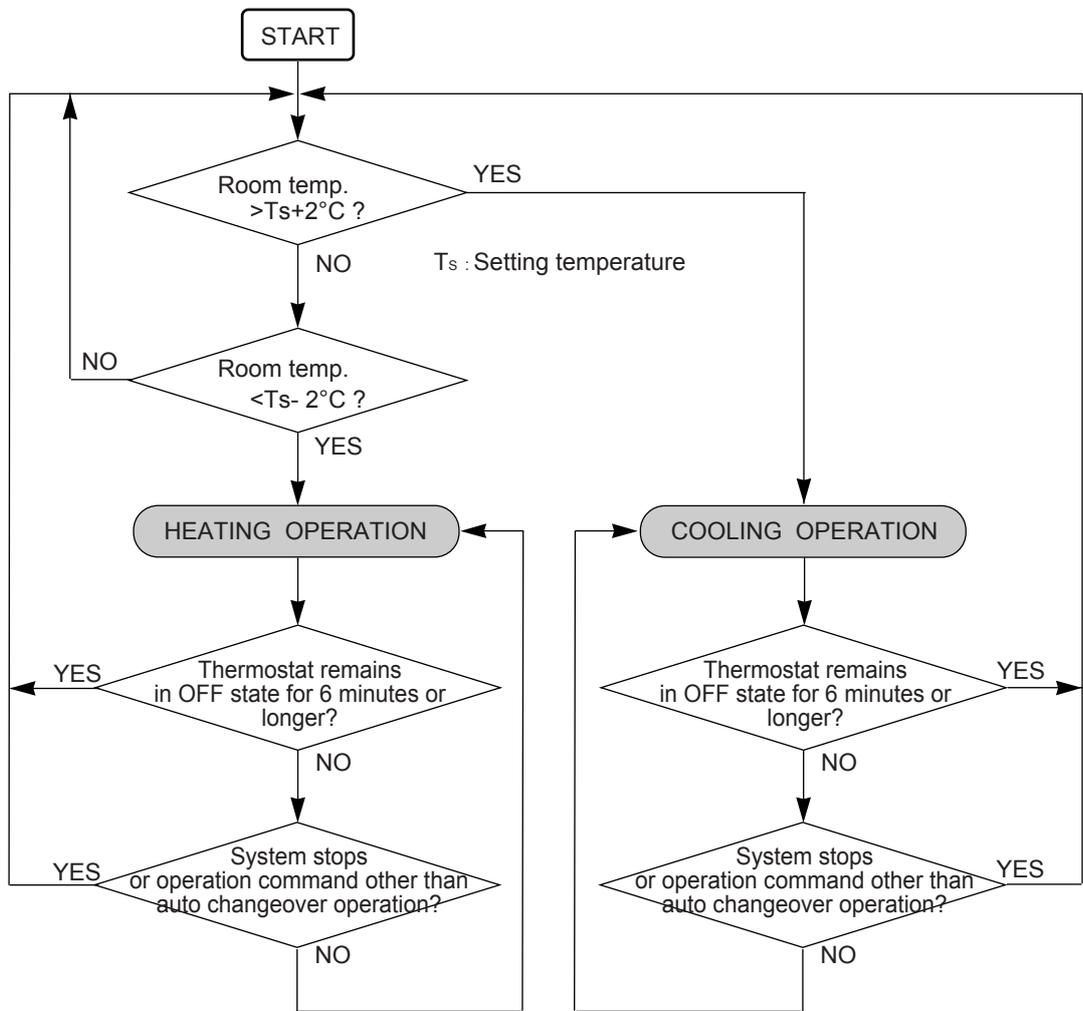 START
Room temp.
>Ts+2°C ?
YES
NO
Ts : Setting temperature
Room temp.
<Ts- 2°C ?
NO
YES
HEATING OPERATION
COOLING OPERATION
Thermostat remains
in OFF state for 6 minutes or
longer?
YES
NO
Thermostat remains
in OFF state for 6 minutes or
longer?
YES
NO
System stops
or operation command other than
auto changeover operation?
YES
NO
System stops
or operation command other than
auto changeover operation?
YES
NO